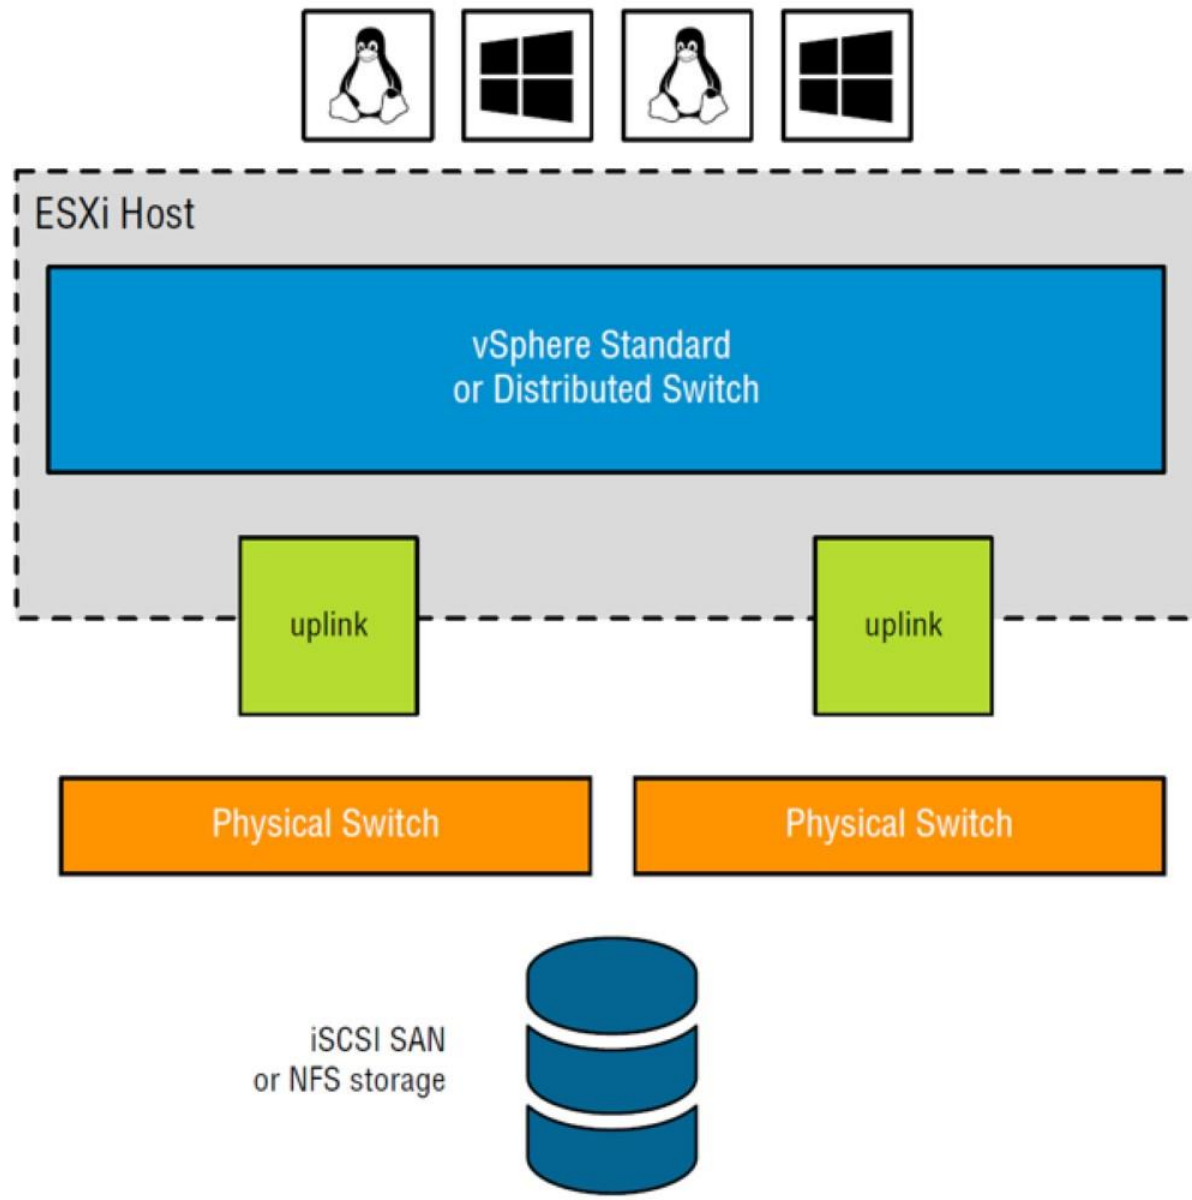 ESXi Host
vSphere Standard
or Distributed Switch
uplink
uplink
Physical Switch
Physical Switch
iSCSI SAN
or NFS storage